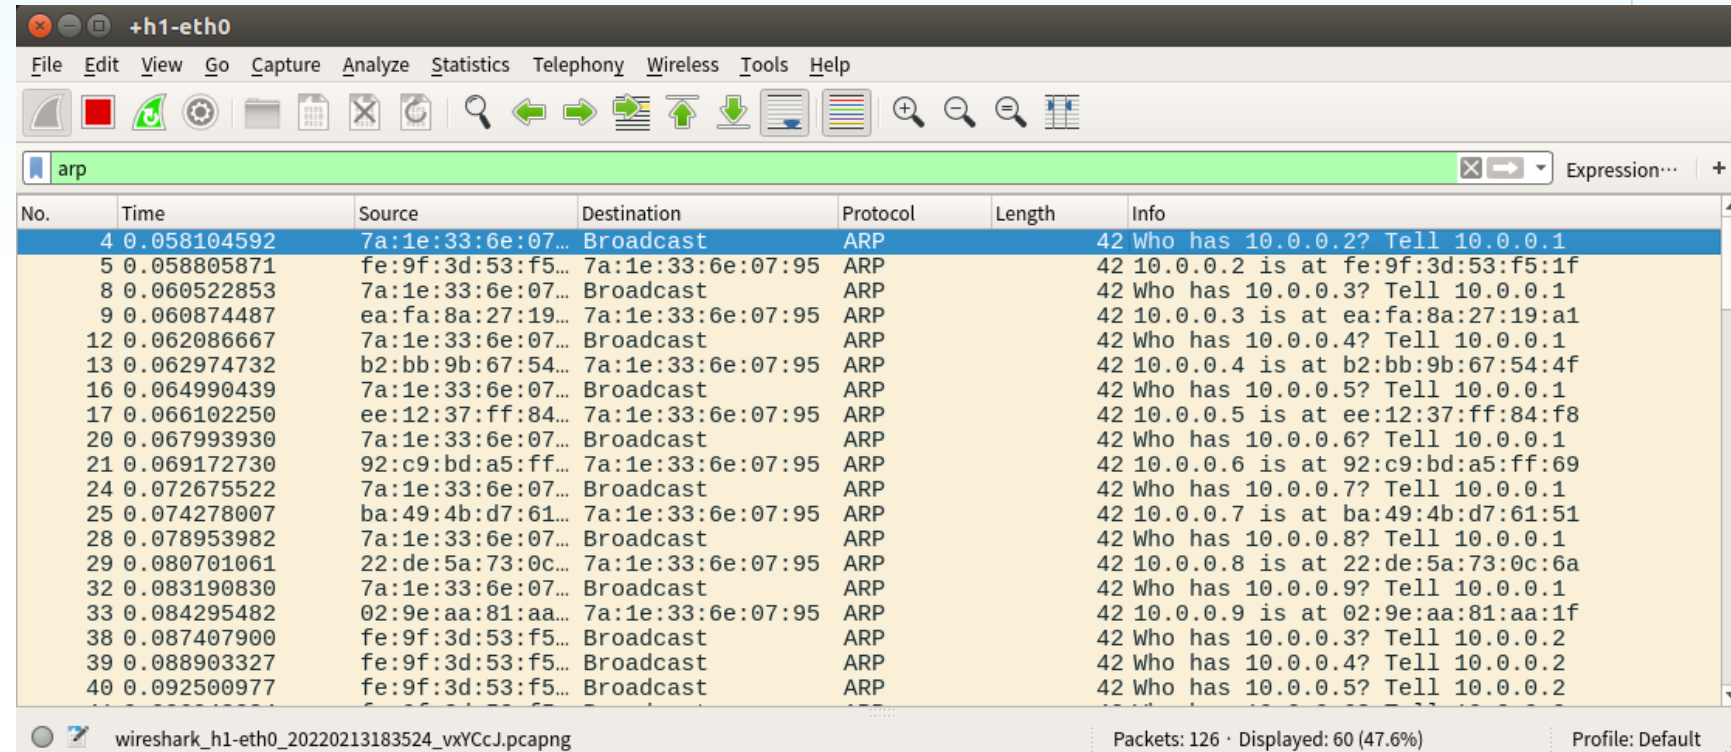 +h1-eth0
File Edit View Go Capture Analyze Statistics Telephony Wireless Tools Help
arp Expression… +
No. Time Source Destination Protocol Length Info
4 0.058104592 7a:1e:33:6e:07… Broadcast ARP 42 Who has 10.0.0.2? Tell 10.0.0.1
5 0.058805871 fe:9f:3d:53:f5… 7a:1e:33:6e:07:95 ARP 42 10.0.0.2 is at fe:9f:3d:53:f5:1f
8 0.060522853 7a:1e:33:6e:07… Broadcast ARP 42 Who has 10.0.0.3? Tell 10.0.0.1
9 0.060874487 ea:fa:8a:27:19… 7a:1e:33:6e:07:95 ARP 42 10.0.0.3 is at ea:fa:8a:27:19:a1
12 0.062086667 7a:1e:33:6e:07… Broadcast ARP 42 Who has 10.0.0.4? Tell 10.0.0.1
13 0.062974732 b2:bb:9b:67:54… 7a:1e:33:6e:07:95 ARP 42 10.0.0.4 is at b2:bb:9b:67:54:4f
16 0.064990439 7a:1e:33:6e:07… Broadcast ARP 42 Who has 10.0.0.5? Tell 10.0.0.1
17 0.066102250 ee:12:37:ff:84… 7a:1e:33:6e:07:95 ARP 42 10.0.0.5 is at ee:12:37:ff:84:f8
20 0.067993930 7a:1e:33:6e:07… Broadcast ARP 42 Who has 10.0.0.6? Tell 10.0.0.1
21 0.069172730 92:c9:bd:a5:ff… 7a:1e:33:6e:07:95 ARP 42 10.0.0.6 is at 92:c9:bd:a5:ff:69
24 0.072675522 7a:1e:33:6e:07… Broadcast ARP 42 Who has 10.0.0.7? Tell 10.0.0.1
25 0.074278007 ba:49:4b:d7:61… 7a:1e:33:6e:07:95 ARP 42 10.0.0.7 is at ba:49:4b:d7:61:51
28 0.078953982 7a:1e:33:6e:07… Broadcast ARP 42 Who has 10.0.0.8? Tell 10.0.0.1
29 0.080701061 22:de:5a:73:0c… 7a:1e:33:6e:07:95 ARP 42 10.0.0.8 is at 22:de:5a:73:0c:6a
32 0.083190830 7a:1e:33:6e:07… Broadcast ARP 42 Who has 10.0.0.9? Tell 10.0.0.1
33 0.084295482 02:9e:aa:81:aa… 7a:1e:33:6e:07:95 ARP 42 10.0.0.9 is at 02:9e:aa:81:aa:1f
38 0.087407900 fe:9f:3d:53:f5… Broadcast ARP 42 Who has 10.0.0.3? Tell 10.0.0.2
39 0.088903327 fe:9f:3d:53:f5… Broadcast ARP 42 Who has 10.0.0.4? Tell 10.0.0.2
40 0.092500977 fe:9f:3d:53:f5… Broadcast ARP 42 Who has 10.0.0.5? Tell 10.0.0.2
wireshark_h1-eth0_20220213183524_vxYCcJ.pcapng Packets: 126 · Displayed: 60 (47.6%) Profile: Default